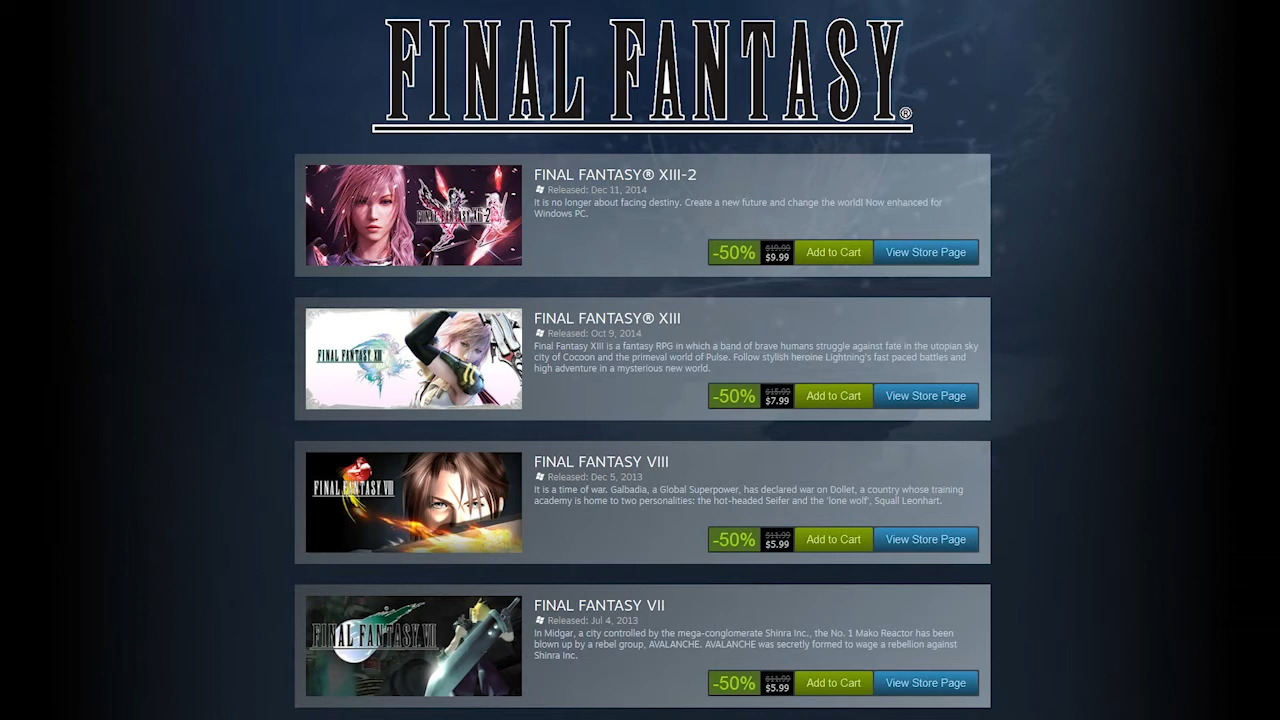 FINAL FANTASY®
FINAL FANTASY XIII-2
FINAL FANTASY® XIII-2
Released: Dec 11, 2014
It is no longer about facing destiny. Create a new future and change the world! Now enhanced for
Windows PC.
-50%
$19.99
$9.99
Add to Cart
View Store Page
FINAL FANTASY XIII
FINAL FANTASY® XIII
Released: Oct 9, 2014
Final Fantasy XIII is a fantasy RPG in which a band of brave humans struggle against fate in the utopian sky
city of Cocoon and the primeval world of Pulse. Follow stylish heroine Lightning's fast paced battles and
high adventure in a mysterious new world.
-50%
$15.99
$7.99
Add to Cart
View Store Page
FINAL FANTASY VIII
FINAL FANTASY VIII
Released: Dec 5, 2013
It is a time of war. Galbadia, a Global Superpower, has declared war on Dollet, a country whose training
academy is home to two personalities: the hot-headed Seifer and the 'lone wolf', Squall Leonhart.
-50%
$11.99
$5.99
Add to Cart
View Store Page
FINAL FANTASY VII
FINAL FANTASY VII
Released: Jul 4, 2013
In Midgar, a city controlled by the mega-conglomerate Shinra Inc., the No. 1 Mako Reactor has been
blown up by a rebel group, AVALANCHE. AVALANCHE was secretly formed to wage a rebellion against
Shinra Inc.
-50%
$11.99
$5.99
Add to Cart
View Store Page